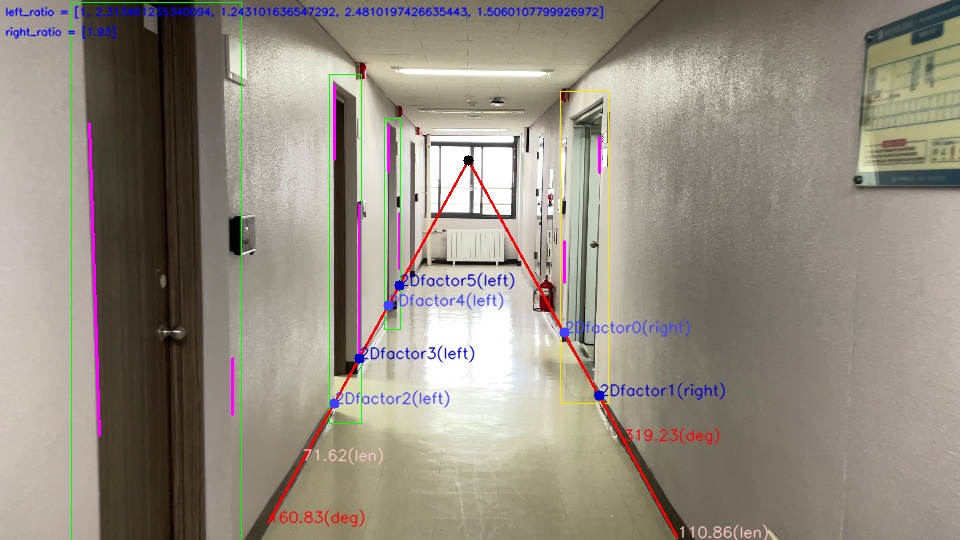 left_ratio = [1, 2.313461235340094, 1.243101636547292, 2.4810197426635443, 1.5060107799926972]
right_ratio = [1.93]
2Dfactor5(left)
2Dfactor4(left)
2Dfactor0(right)
2Dfactor3(left)
2Dfactor1(right)
2Dfactor2(left)
319.23(deg)
71.62(len)
160.83(deg)
110.86(len)